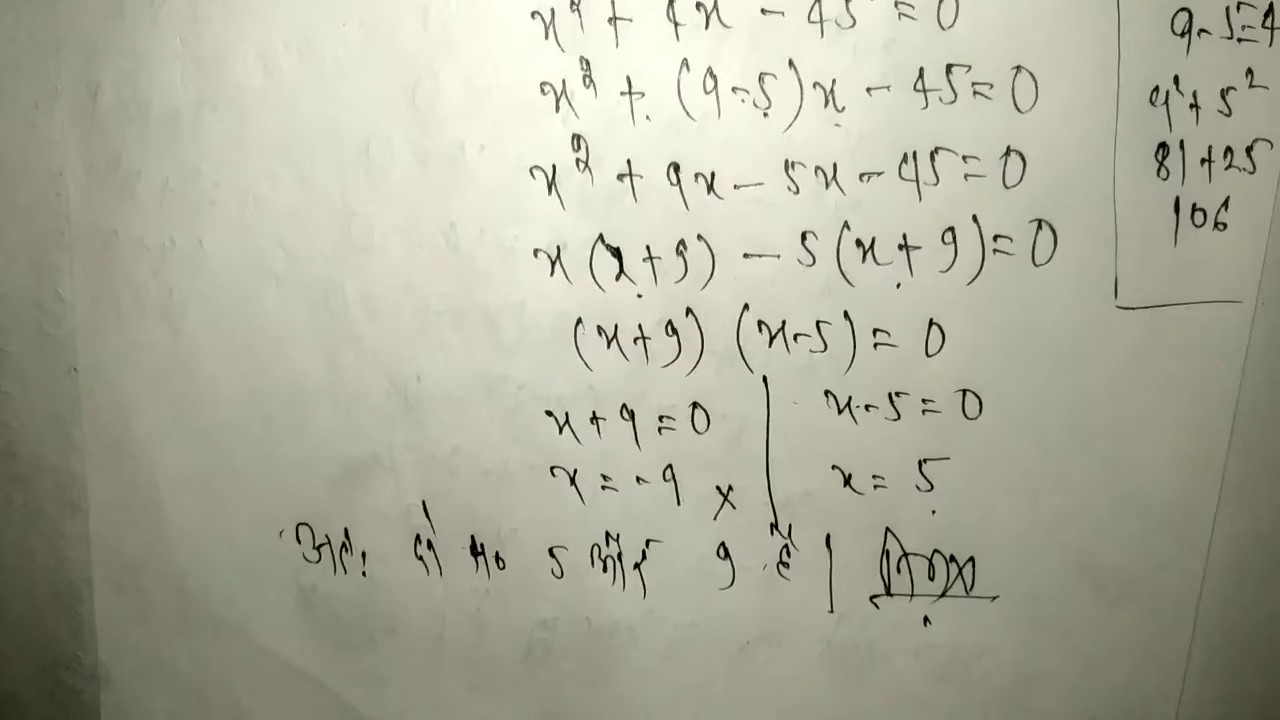 x² + 4x - 45 = 0
x² + (9-5)x - 45 = 0
x² + 9x - 5x - 45 = 0
x(x+9) - 5(x+9) = 0
(x+9) (x-5) = 0
x+9 = 0 | x-5 = 0
x = -9 × | x = 5
अतः दो सं० 5 और 9 हैं | Ans
9-5=4
9²+5²
81+25
106